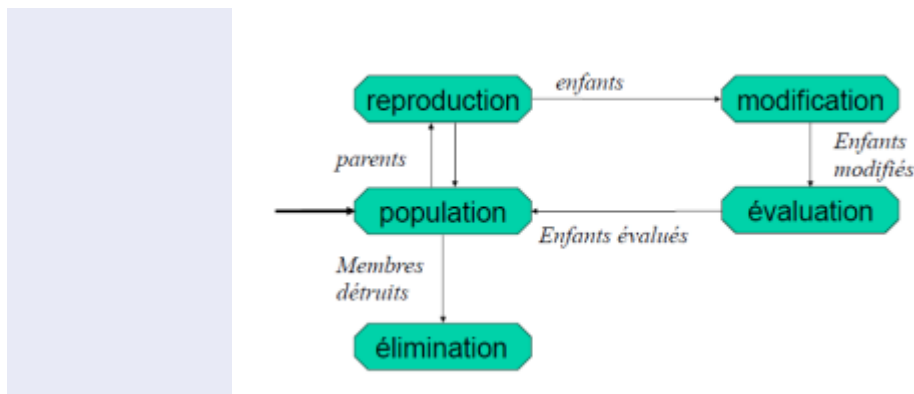 enfants
reproduction
modification
parents
Enfants
modifiés
population
évaluation
Enfants évalués
Membres
détruits
élimination